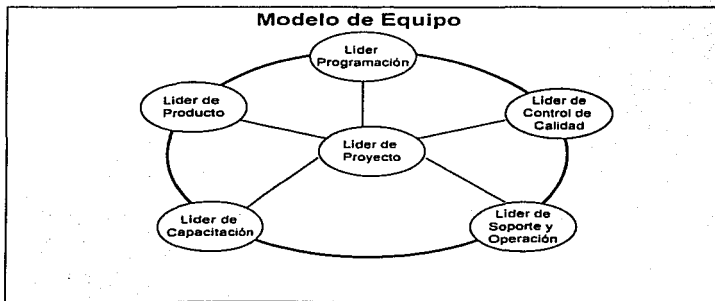 Modelo de Equipo
Lider
Programación
Lider de
Producto
Lider de
Control de
Calidad
Lider de
Proyecto
Lider de
Capacitación
Lider de
Soporte y
Operación